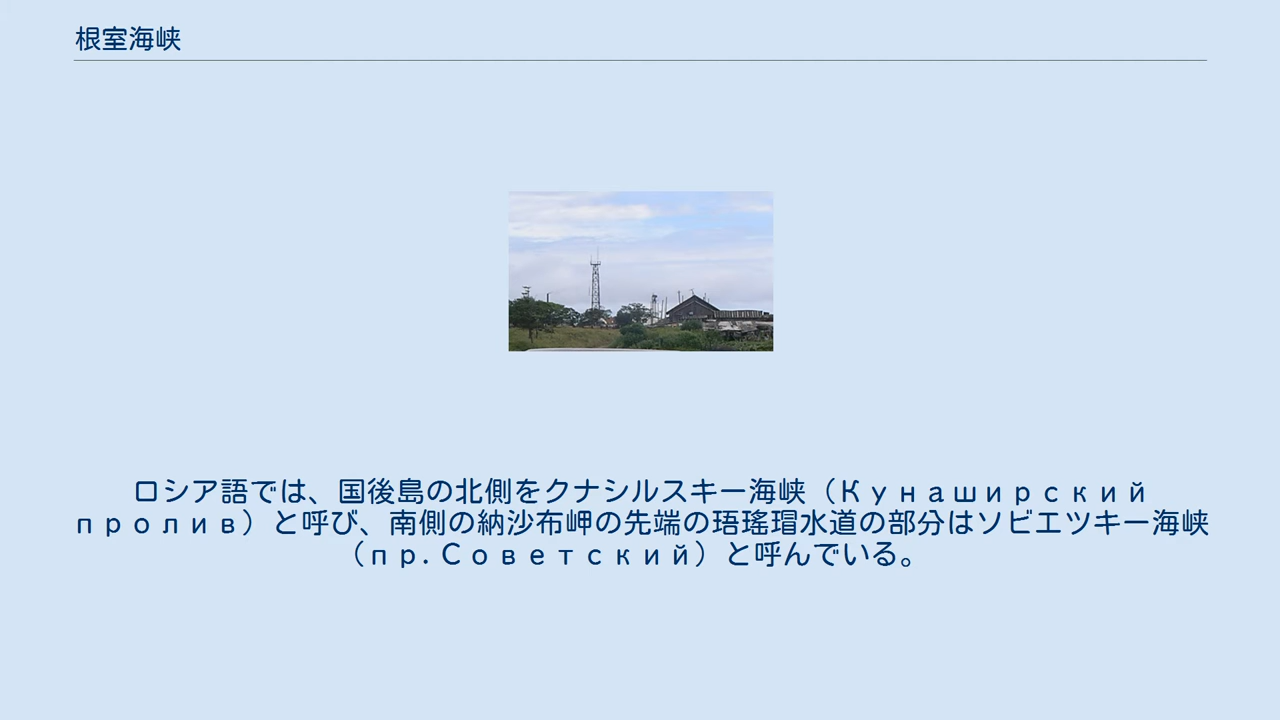 根室海峡
ロシア語では、国後島の北側をクナシルスキー海峡（Кунаширский
пролив）と呼び、南側の納沙布岬の先端の珸瑤瑁水道の部分はソビエツキー海峡
（пр.Советский）と呼んでいる。